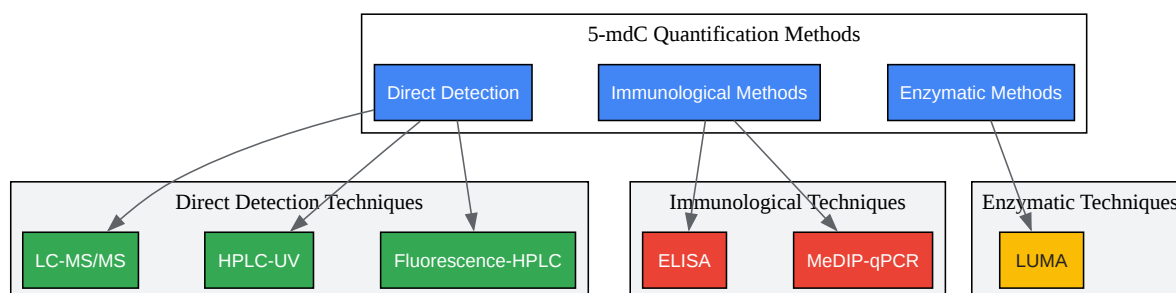 5-mdC Quantification Methods
Direct Detection
Immunological Methods
Enzymatic Methods
Direct Detection Techniques
Immunological Techniques
Enzymatic Techniques
LC-MS/MS
HPLC-UV
Fluorescence-HPLC
ELISA
MeDIP-qPCR
LUMA